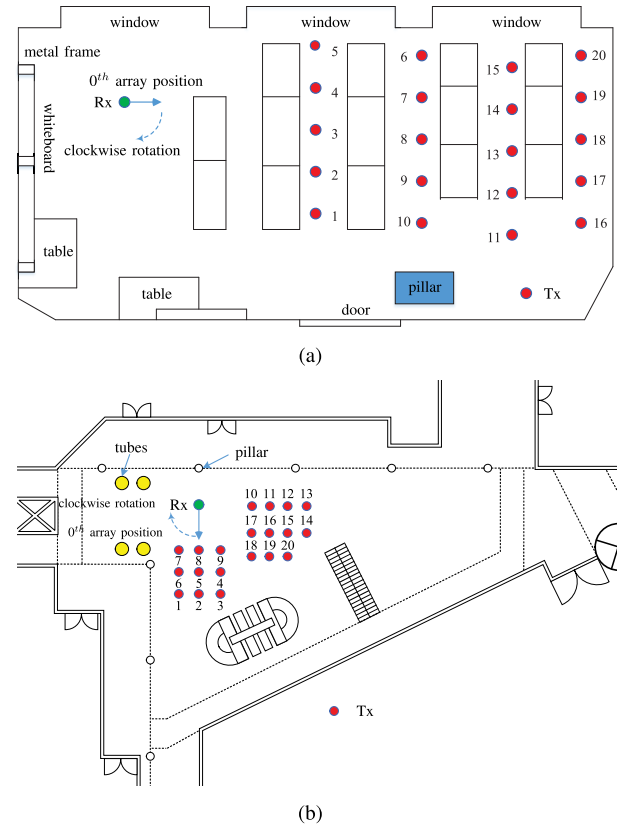 window
window
window
metal frame
0th array position
Rx
clockwise rotation
whiteboard
5
4
3
2
1
6
7
8
9
10
15
14
13
12
11
20
19
18
17
16
table
table
door
pillar
Tx
(a)
tubes
pillar
clockwise rotation
Rx
0th array position
10 11 12 13
17 16 15 14
18 19 20
7 8 9
6 5 4
1 2 3
Tx
(b)